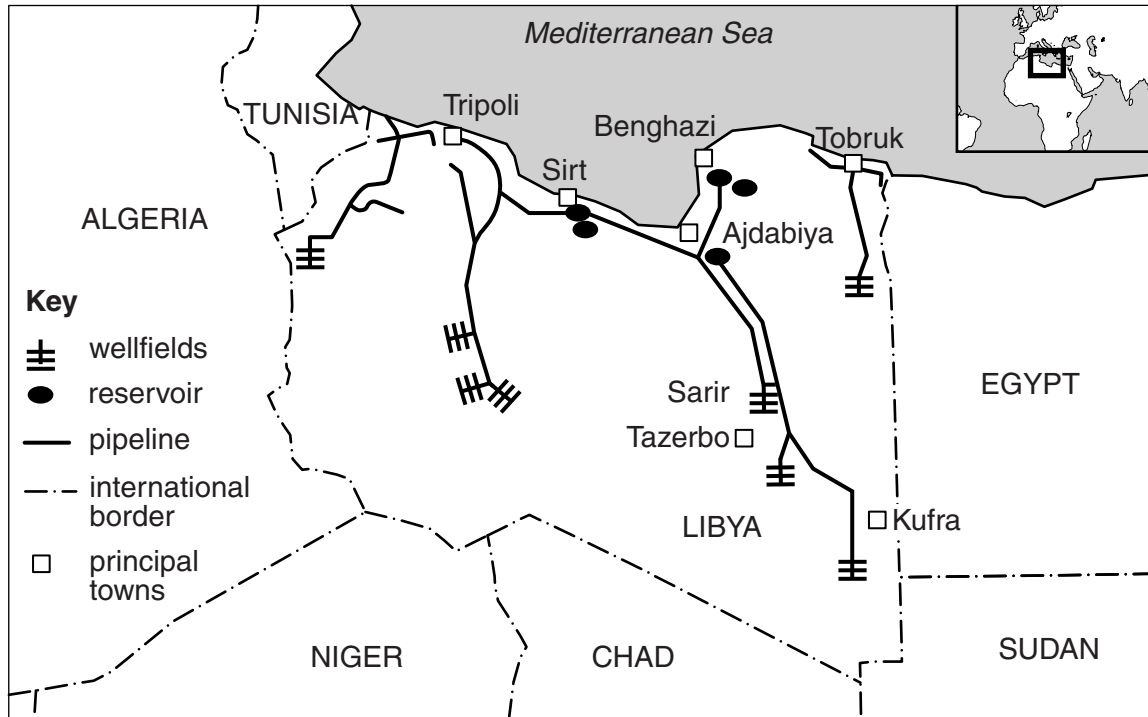 Mediterranean Sea
TUNISIA
Tripoli
Benghazi
Tobruk
Sirt
ALGERIA
Ajdabiya
Key
wellfields
reservoir
pipeline
international
border
principal
towns
Sarir
Tazerbo
EGYPT
LIBYA
Kufra
NIGER
CHAD
SUDAN